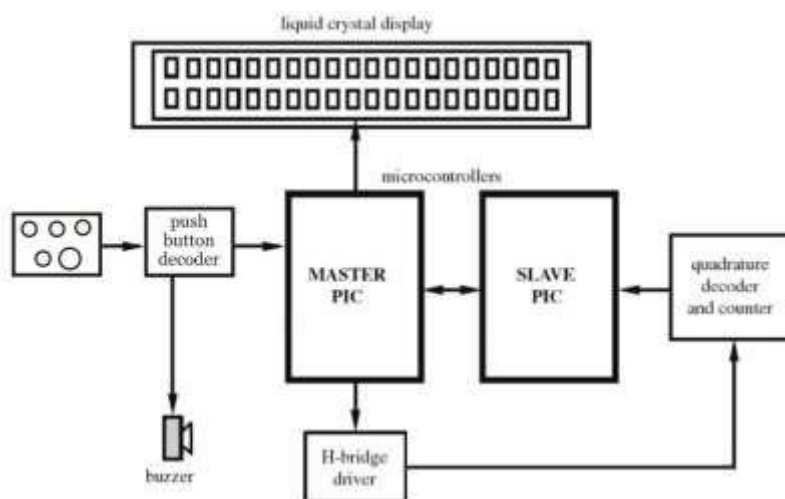 liquid crystal display
microcontrollers
push
button
decoder
MASTER
PIC
SLAVE
PIC
quadrature
decoder
and counter
H-bridge
driver
buzzer